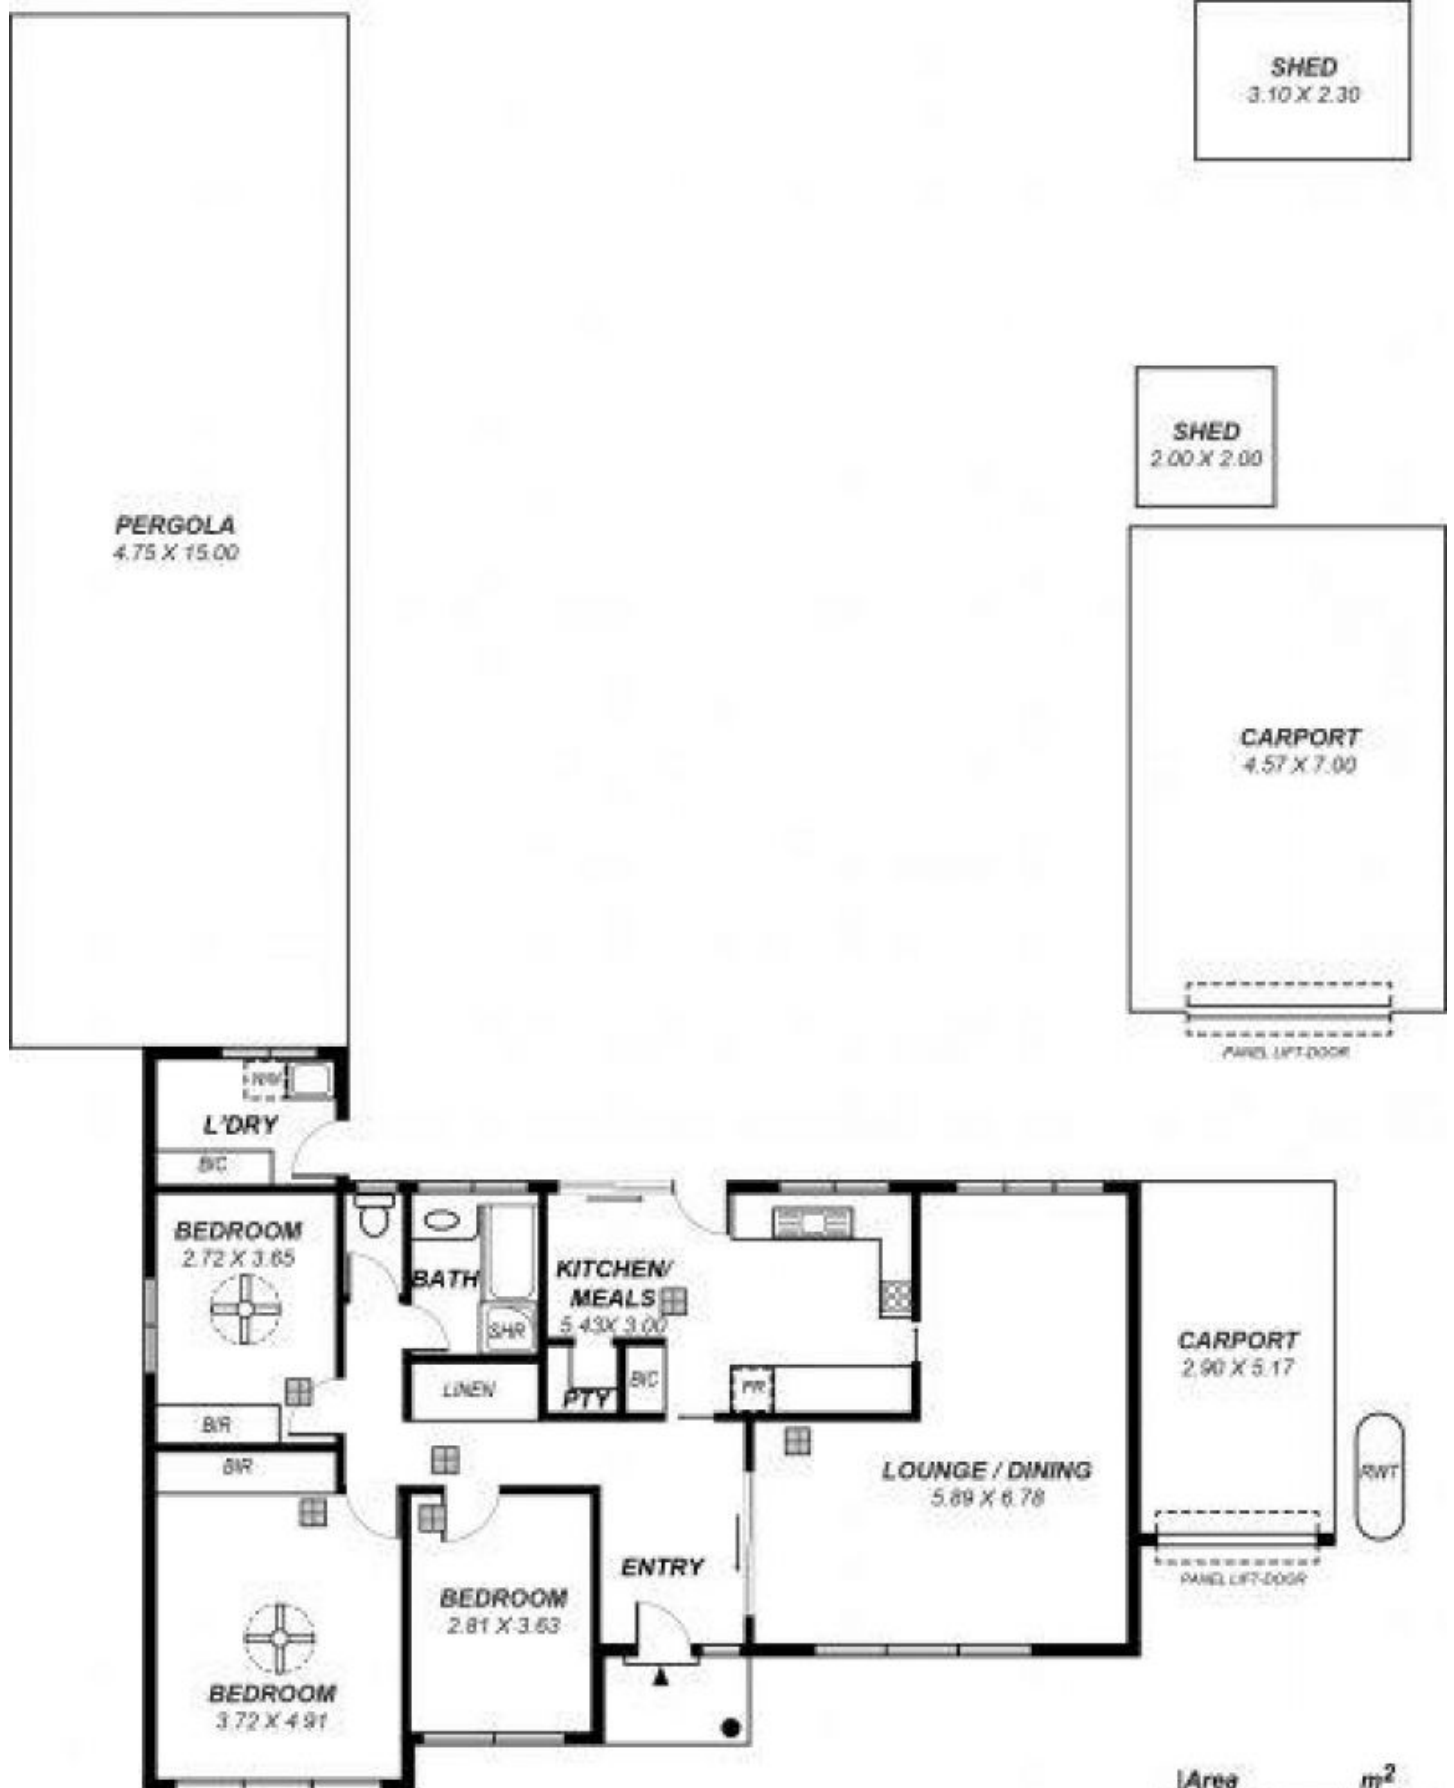 SHED
3.10 X 2.30
SHED
2.00 X 2.00
PERGOLA
4.75 X 15.00
CARPORT
4.57 X 7.00
PANEL LIFT-DOOR
L'DRY
B/C
BEDROOM
2.72 X 3.65
BATH
SHR
KITCHEN/
MEALS
5.43X 3.00
CARPORT
2.90 X 5.17
LINEN
PTY
B/C
FR
B/R
BIR
LOUNGE / DINING
5.89 X 6.78
RWT
ENTRY
PANEL LIFT-DOOR
BEDROOM
2.81 X 3.63
BEDROOM
3.72 X 4.91
Area m²